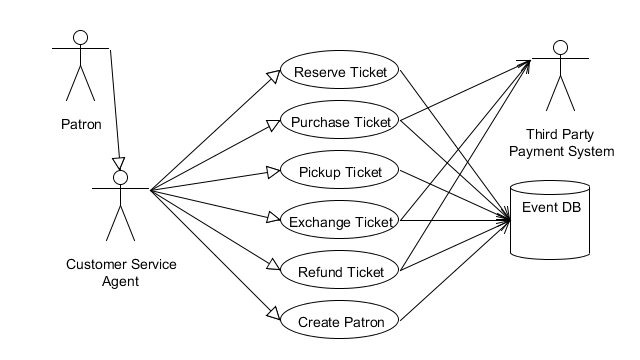 Patron
Customer Service
Agent
Reserve Ticket
Purchase Ticket
Pickup Ticket
Exchange Ticket
Refund Ticket
Create Patron
Third Party
Payment System
Event DB